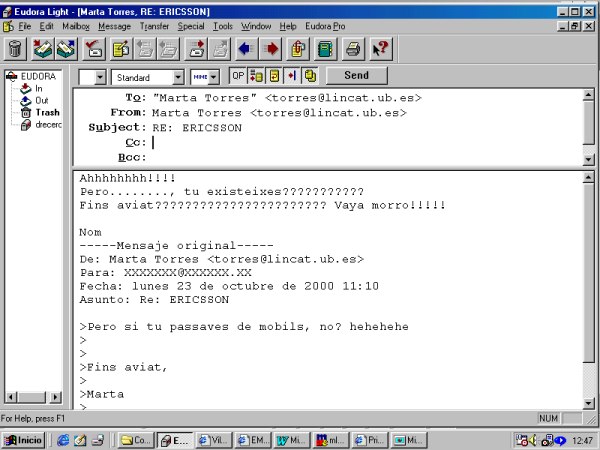 Eudora Light - [Marta Torres, RE: ERICSSON]
File Edit Mailbox Message Transfer Special Tools Window Help Eudora Pro
EUDORA
In
Out
Trash
drecerc
Standard
MIME
QP
Send
To: "Marta Torres" <torres@lincat.ub.es>
From: Marta Torres <torres@lincat.ub.es>
Subject: RE: ERICSSON
Cc:
Bcc:
Ahhhhhhhh!!!!
Pero........, tu existeixes???????????
Fins aviat??????????????????????? Vaya morro!!!!!
Nom
-----Mensaje original-----
De: Marta Torres <torres@lincat.ub.es>
Para: XXXXXXX@XXXXXX.XX
Fecha: lunes 23 de octubre de 2000 11:10
Asunto: Re: ERICSSON
>Pero si tu passaves de mobils, no? hehehehe
>
>
>Fins aviat,
>
>Marta
>
For Help, press F1
NUM
Inicio
Co...
E...
Vil...
EM...
Mi...
ml...
Pri...
Mi...
12:47